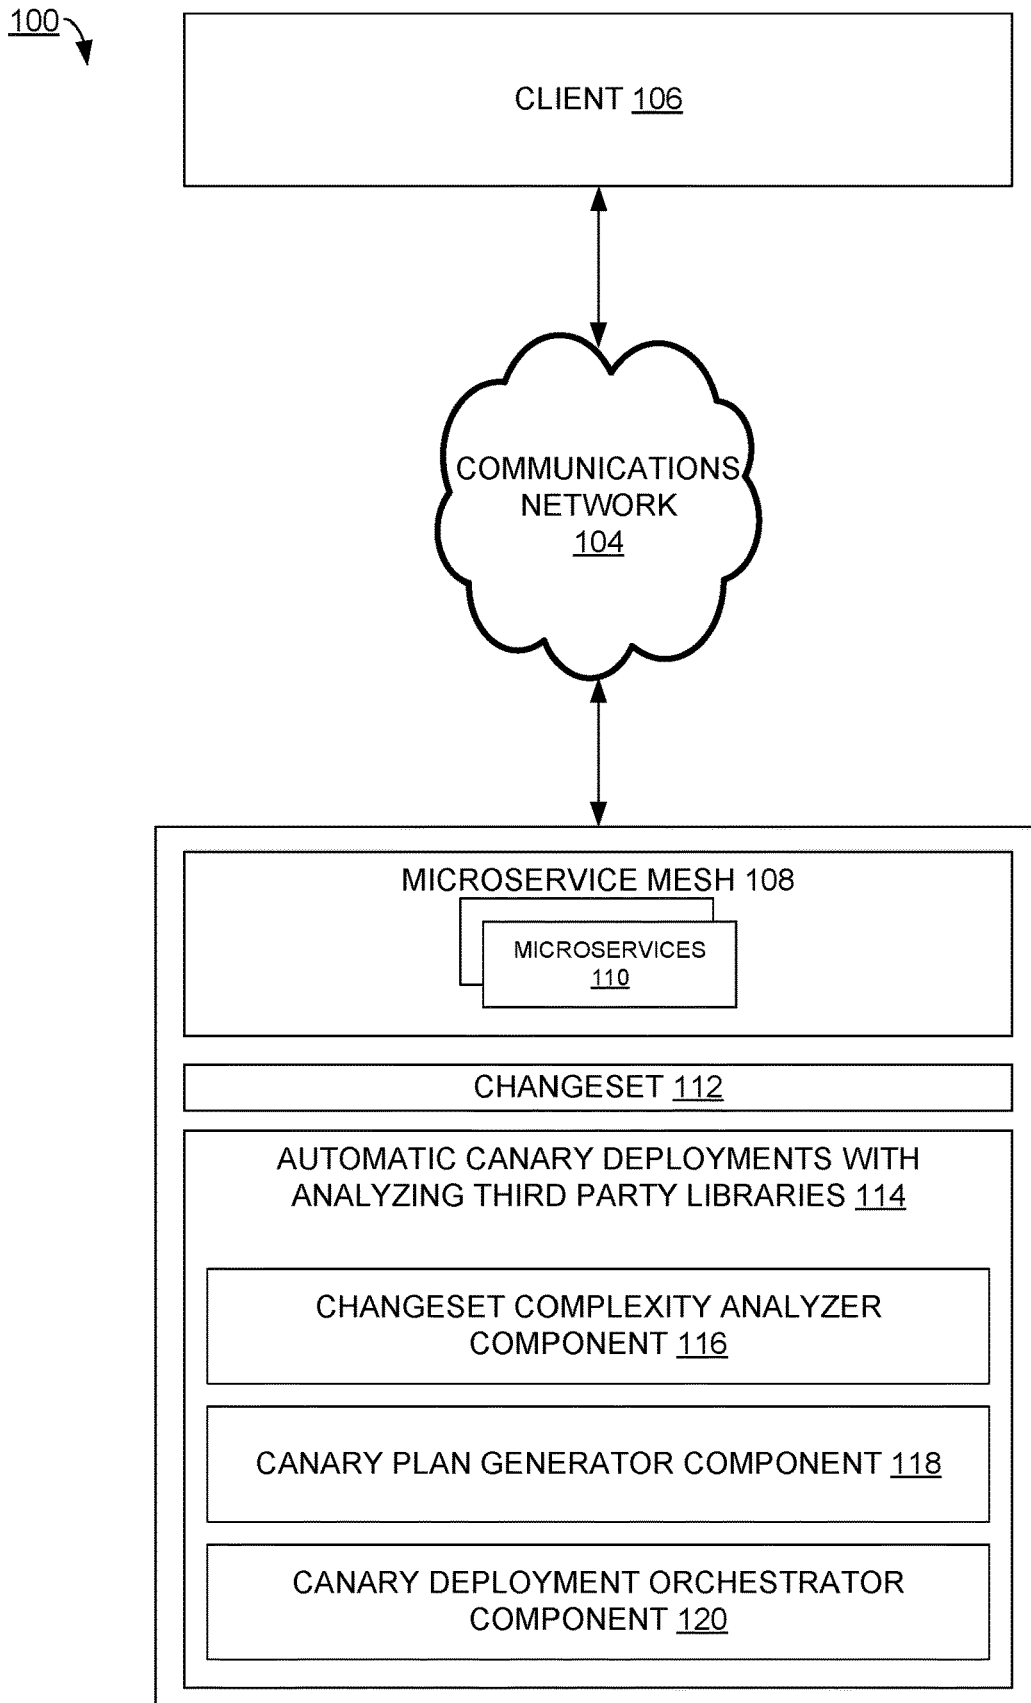 100
CLIENT 106
COMMUNICATIONS
NETWORK
104
MICROSERVICE MESH 108
MICROSERVICES
110
CHANGESET 112
AUTOMATIC CANARY DEPLOYMENTS WITH
ANALYZING THIRD PARTY LIBRARIES 114
CHANGESET COMPLEXITY ANALYZER
COMPONENT 116
CANARY PLAN GENERATOR COMPONENT 118
CANARY DEPLOYMENT ORCHESTRATOR
COMPONENT 120